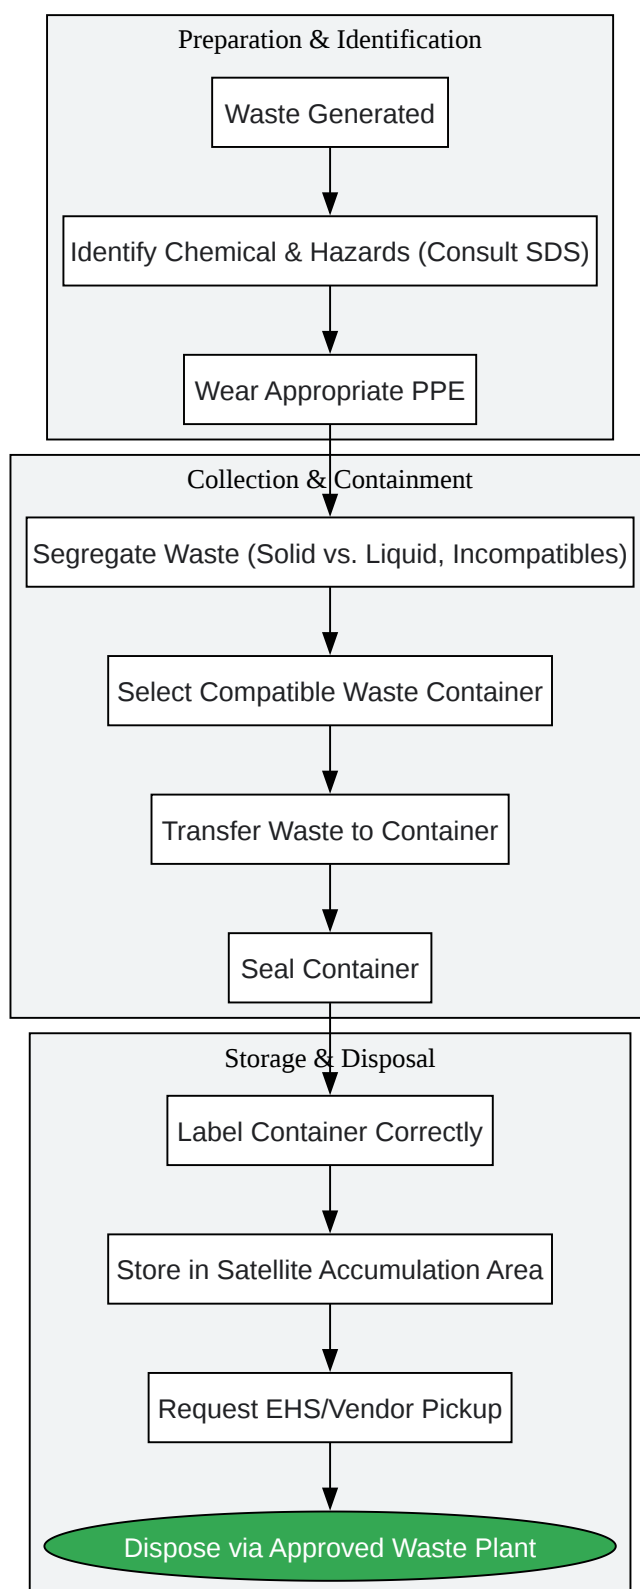 Preparation & Identification
Waste Generated
Identify Chemical & Hazards (Consult SDS)
Wear Appropriate PPE
Collection & Containment
Segregate Waste (Solid vs. Liquid, Incompatibles)
Select Compatible Waste Container
Transfer Waste to Container
Seal Container
Storage & Disposal
Label Container Correctly
Store in Satellite Accumulation Area
Request EHS/Vendor Pickup
Dispose via Approved Waste Plant